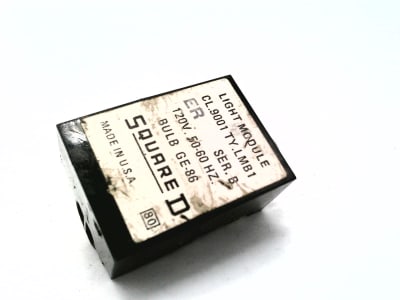 LIGHT MODULE
CL.9001 TY.LMB1
ER SER. B
120V. 50-60 HZ
BULB GE-86
SQUARE D
MADE IN U.S.A.
80